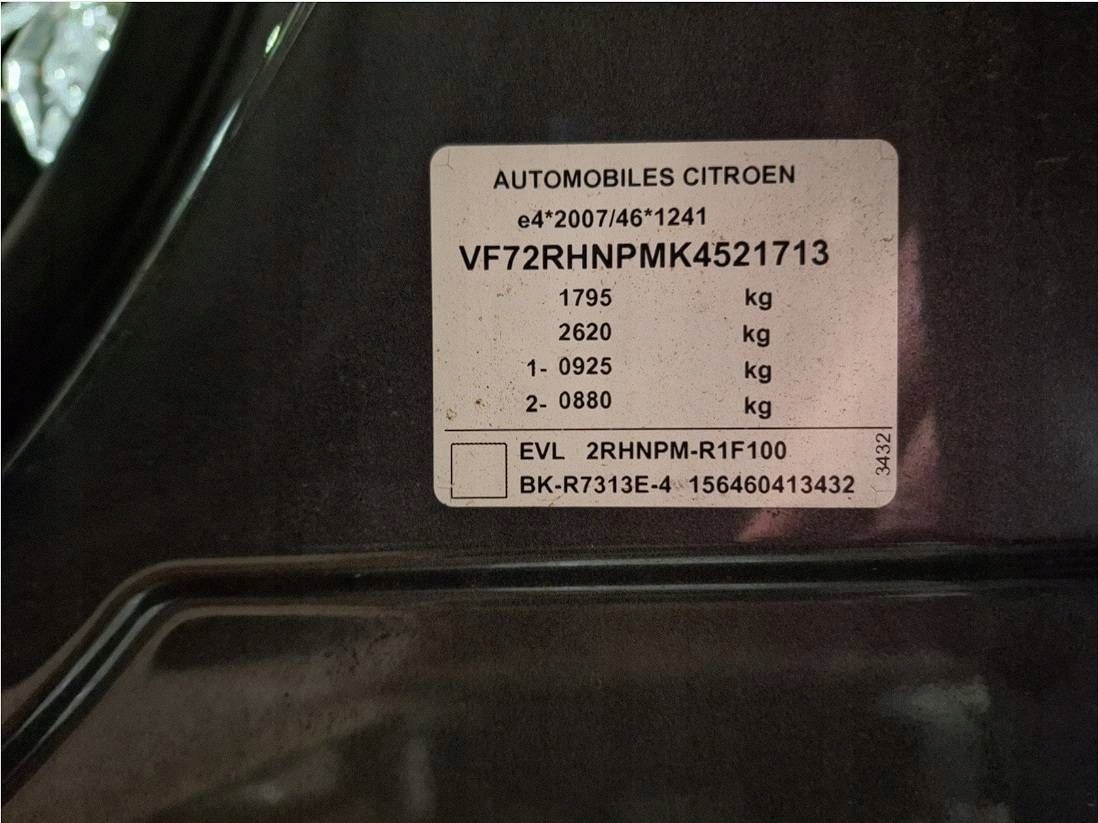 AUTOMOBILES CITROEN
e4*2007/46*1241
VF72RHNPMK4521713
1795 kg
2620 kg
1- 0925 kg
2- 0880 kg
EVL 2RHNPM-R1F100
BK-R7313E-4 156460413432
3432